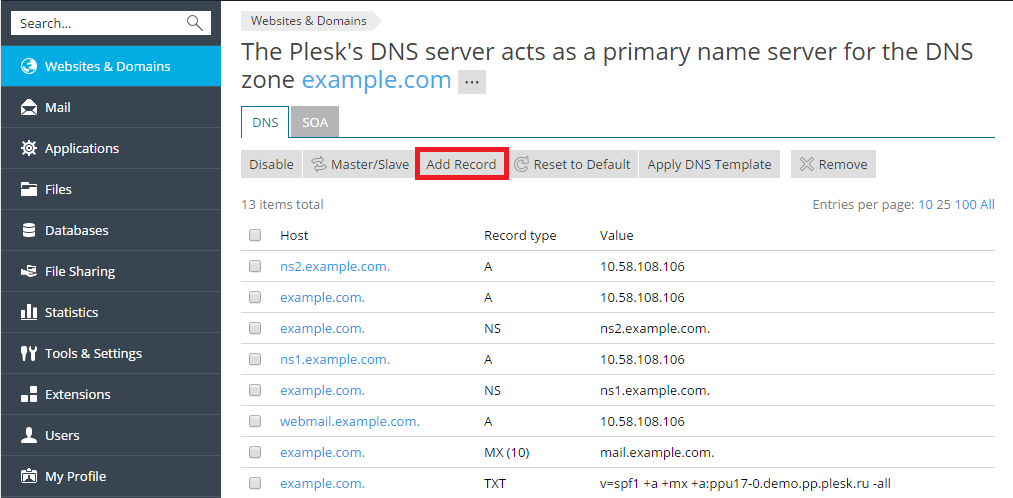 Search...
Websites & Domains
Mail
Applications
Files
Databases
File Sharing
Statistics
Tools & Settings
Extensions
Users
My Profile
Websites & Domains
The Plesk's DNS server acts as a primary name server for the DNS
zone example.com ...
DNS SOA
Disable Master/Slave Add Record Reset to Default Apply DNS Template Remove
13 items total Entries per page: 10 25 100 All
Host Record type Value
ns2.example.com. A 10.58.108.106
example.com. A 10.58.108.106
example.com. NS ns2.example.com.
ns1.example.com. A 10.58.108.106
example.com. NS ns1.example.com.
webmail.example.com. A 10.58.108.106
example.com. MX (10) mail.example.com.
example.com. TXT v=spf1 +a +mx +a:ppu17-0.demo.pp.plesk.ru -all